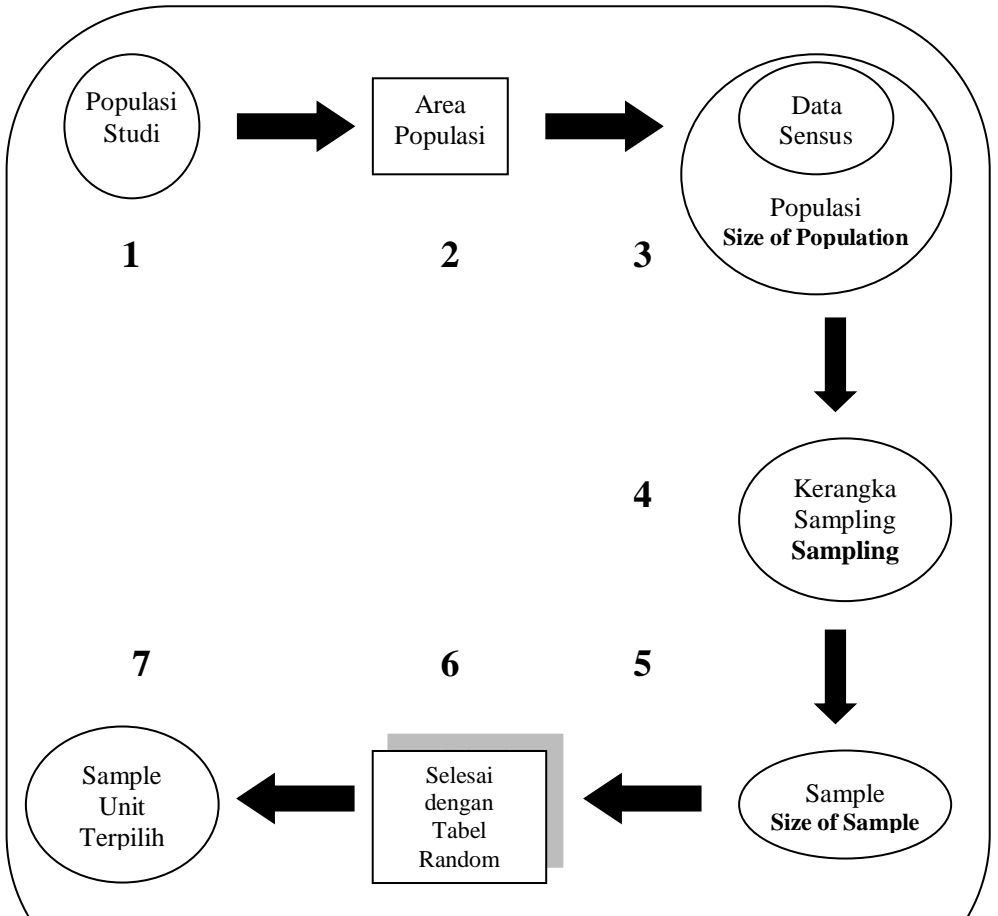 Populasi
Studi
Area
Populasi
Data
Sensus
Populasi
Size of Population
1
2
3
4
Kerangka
Sampling
Sampling
5
6
7
Sample
Size of Sample
Selesai
dengan
Tabel
Random
Sample
Unit
Terpilih